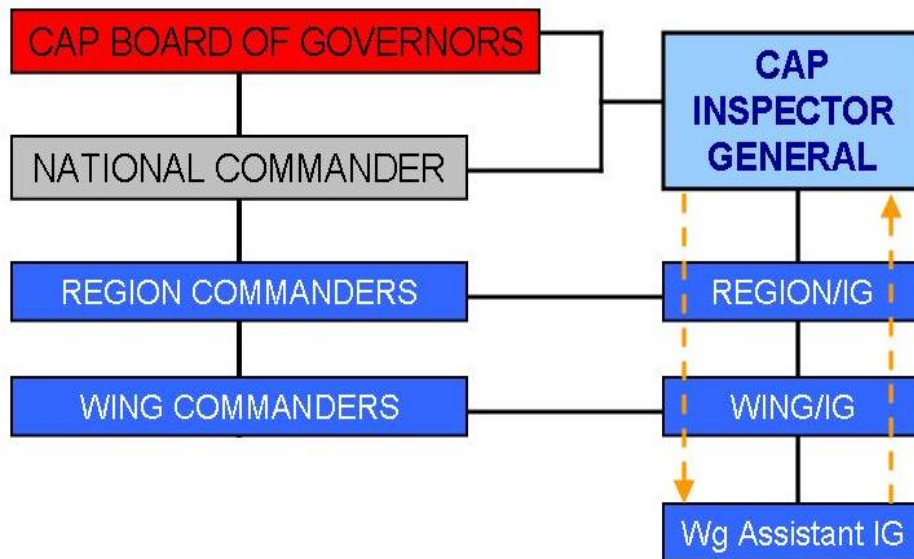 CAP BOARD OF GOVERNORS
CAP
INSPECTOR
GENERAL
NATIONAL COMMANDER
REGION COMMANDERS
REGION/IG
WING COMMANDERS
WING/IG
Wg Assistant IG